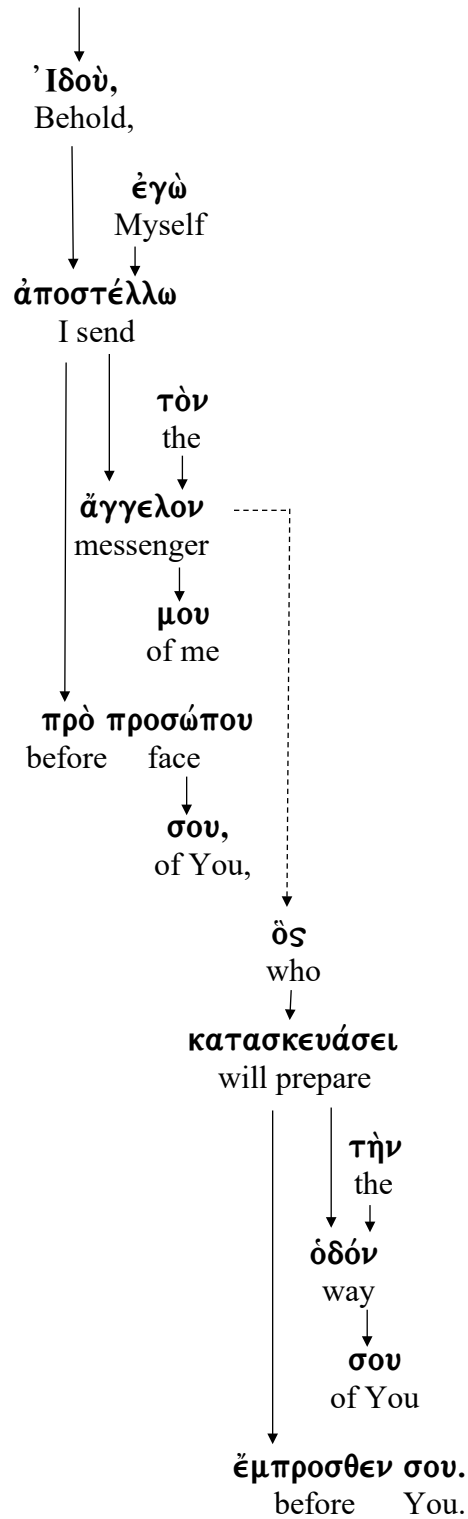 Ἰδοὺ,
Behold,
ἐγὼ
Myself
ἀποστέλλω
I send
τὸν
the
ἄγγελον
messenger
μου
of me
πρὸ προσώπου
before face
σου,
of You,
ὃς
who
κατασκευάσει
will prepare
τὴν
the
ὁδόν
way
σου
of You
ἔμπροσθεν σου.
before You.